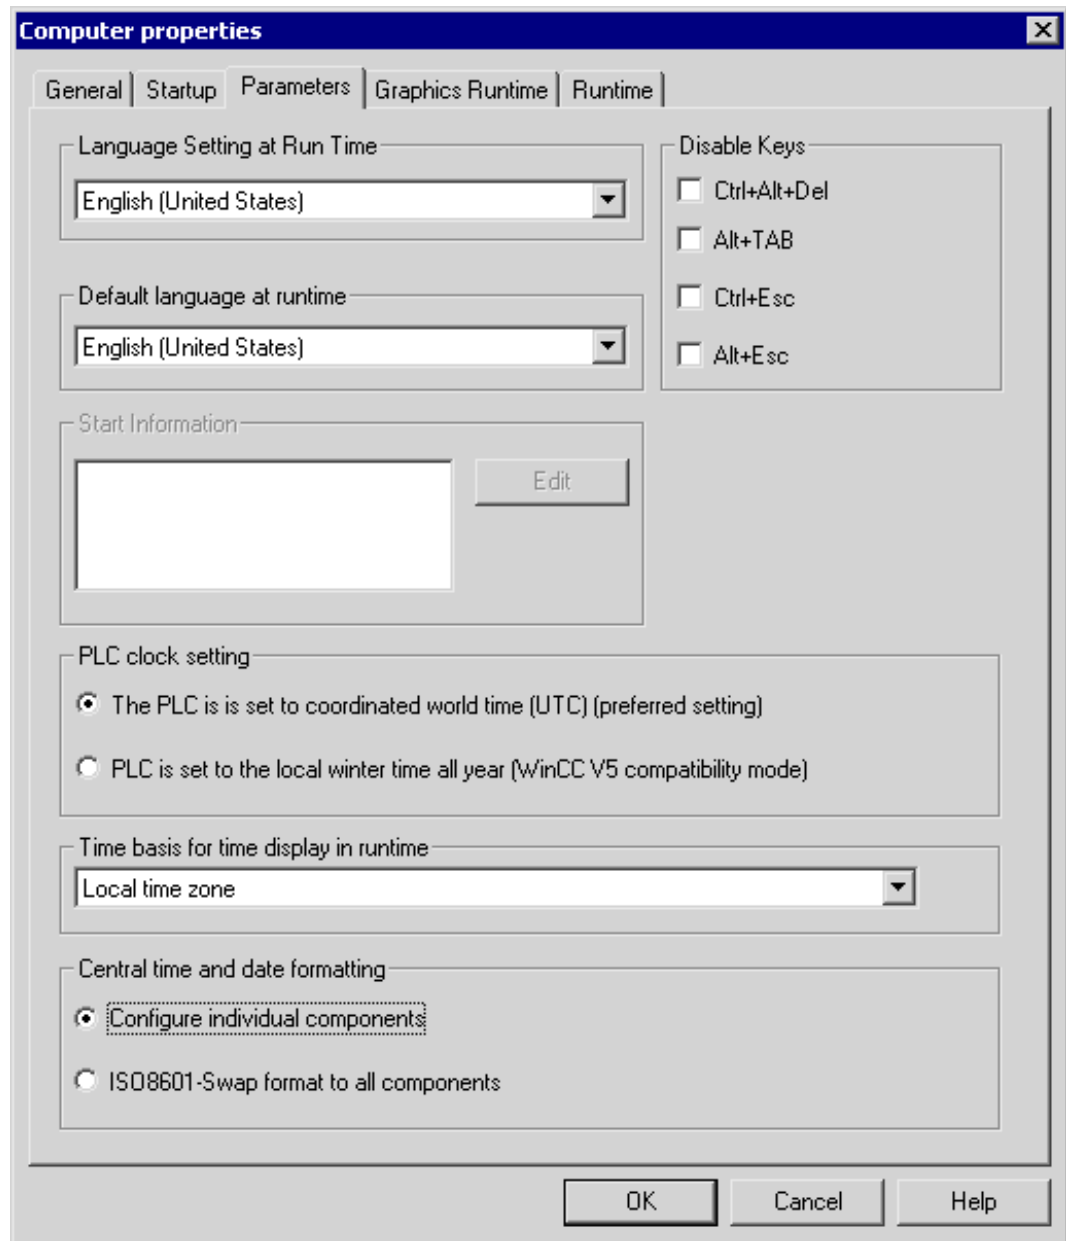 Computer properties
General Startup Parameters Graphics Runtime Runtime
Language Setting at Run Time
English (United States)
Default language at runtime
English (United States)
Disable Keys
Ctrl+Alt+Del
Alt+TAB
Ctrl+Esc
Alt+Esc
Start Information
Edit
PLC clock setting
The PLC is is set to coordinated world time (UTC) (preferred setting)
PLC is set to the local winter time all year (WinCC V5 compatibility mode)
Time basis for time display in runtime
Local time zone
Central time and date formatting
Configure individual components
ISO8601-Swap format to all components
OK Cancel Help